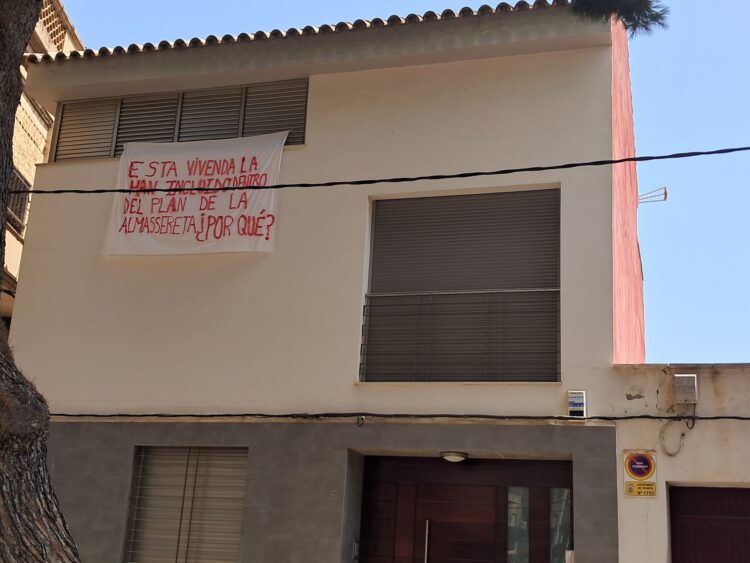 ESTA VIVENDA LA
HAN INCLUIDO DENTRO
DEL PLAN DE LA
ALMASSERETA ¿POR QUÉ?